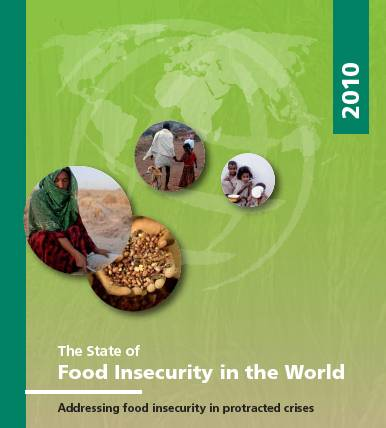 2010
The State of
Food Insecurity in the World
Addressing food insecurity in protracted crises